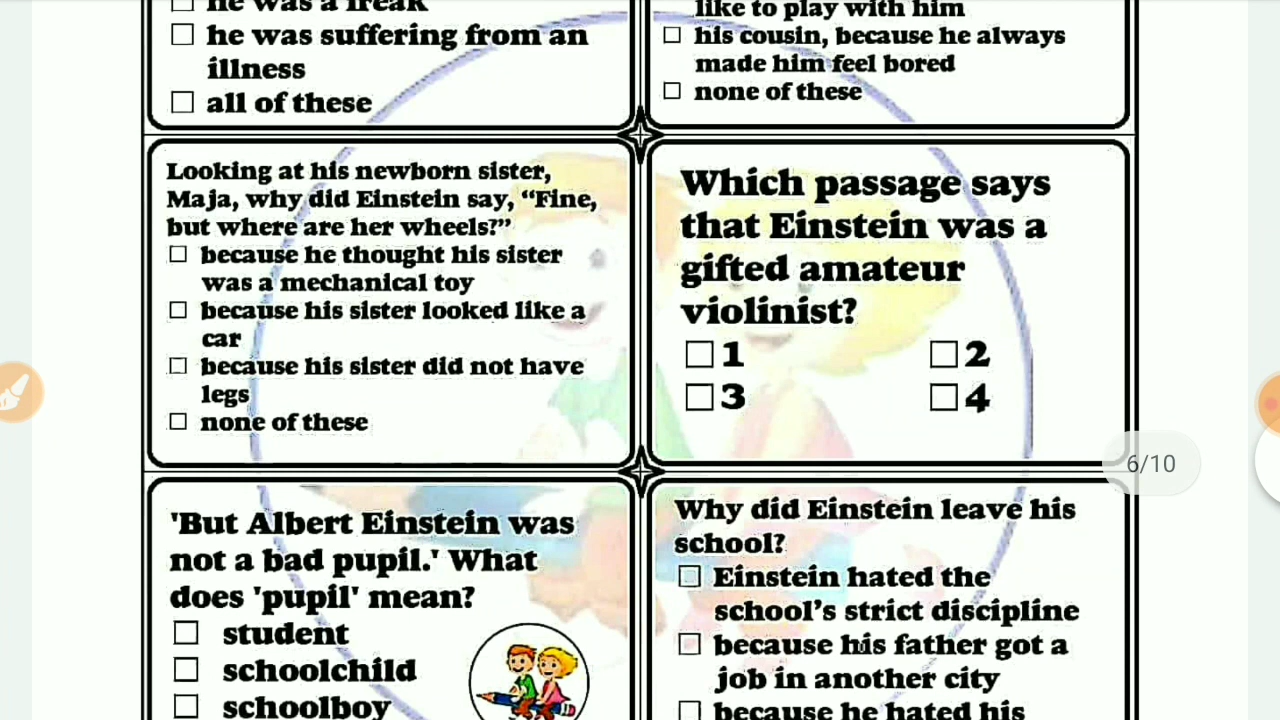 he was a freak
he was suffering from an
illness
all of these
like to play with him
his cousin, because he always
made him feel bored
none of these
Looking at his newborn sister,
Maja, why did Einstein say, “Fine,
but where are her wheels?”
because he thought his sister
was a mechanical toy
because his sister looked like a
car
because his sister did not have
legs
none of these
Which passage says
that Einstein was a
gifted amateur
violinist?
1 2
3 4
6/10
'But Albert Einstein was
not a bad pupil.' What
does 'pupil' mean?
student
schoolchild
schoolboy
Why did Einstein leave his
school?
Einstein hated the
school’s strict discipline
because his father got a
job in another city
because he hated his